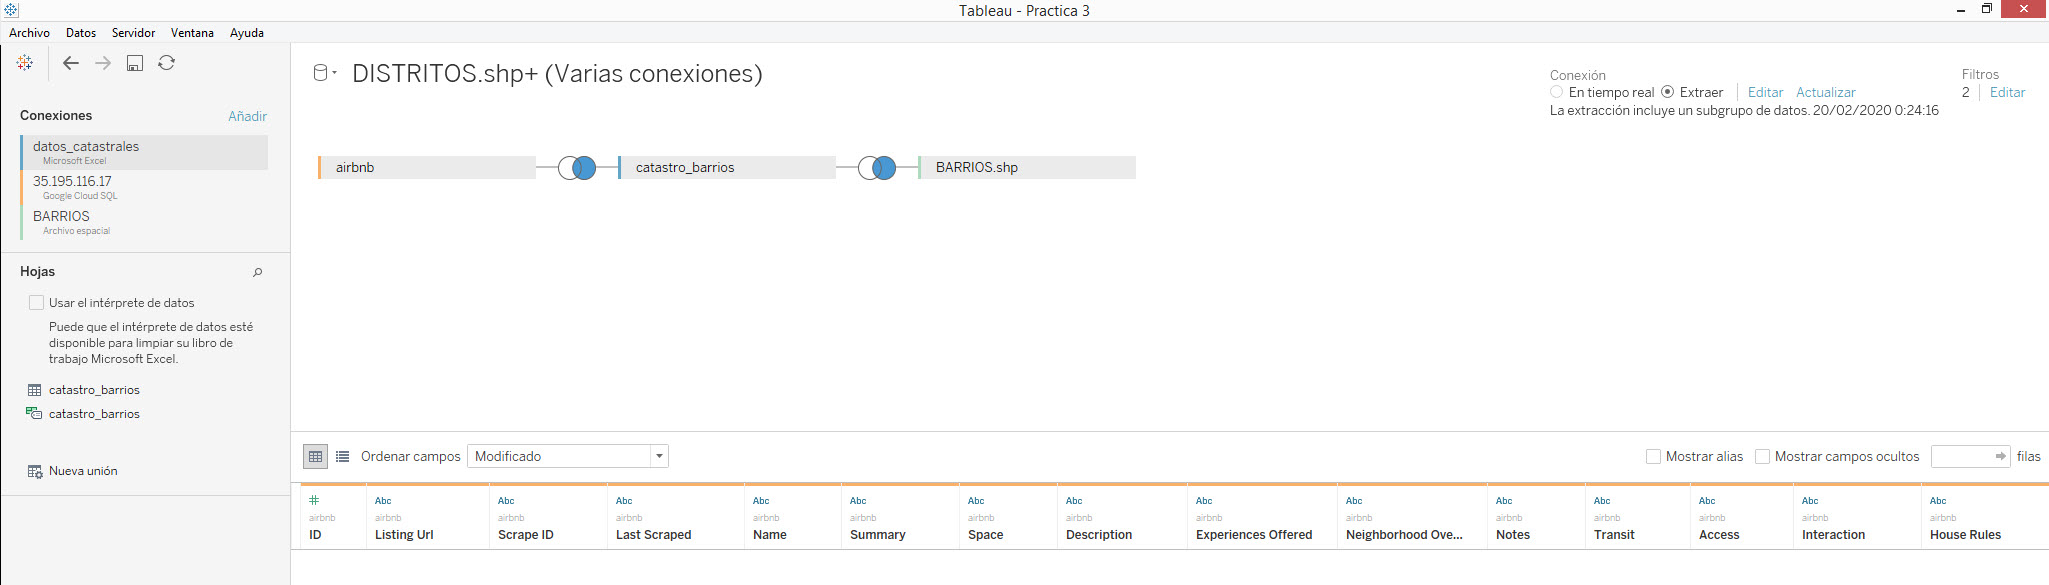 Tableau - Practica 3
Archivo Datos Servidor Ventana Ayuda
Conexiones Añadir
datos_catastrales
Microsoft Excel
35.195.116.17
Google Cloud SQL
BARRIOS
Archivo espacial
Hojas
Usar el intérprete de datos
Puede que el intérprete de datos esté
disponible para limpiar su libro de
trabajo Microsoft Excel.
catastro_barrios
catastro_barrios
Nueva unión
DISTRITOS.shp+ (Varias conexiones)
Conexión
En tiempo real Extraer Editar Actualizar
La extracción incluye un subgrupo de datos. 20/02/2020 0:24:16
Filtros
2 Editar
airbnb catastro_barrios BARRIOS.shp
Ordenar campos Modificado Mostrar alias Mostrar campos ocultos filas
# Abc Abc Abc Abc Abc Abc Abc Abc Abc Abc Abc Abc Abc Abc
airbnb airbnb airbnb airbnb airbnb airbnb airbnb airbnb airbnb airbnb airbnb airbnb airbnb airbnb airbnb
ID Listing Url Scrape ID Last Scraped Name Summary Space Description Experiences Offered Neighborhood Ove... Notes Transit Access Interaction House Rules